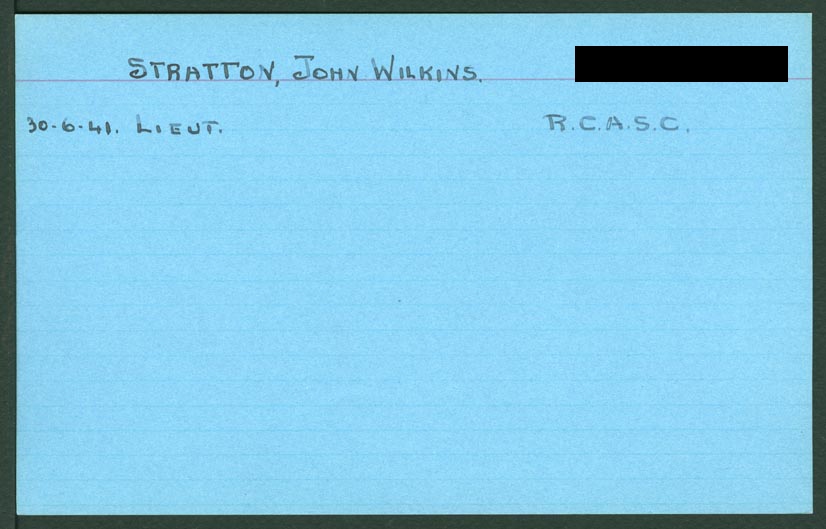 STRATTON, JOHN WILKINS.
30-6-41. LIEUT. R.C.A.S.C.